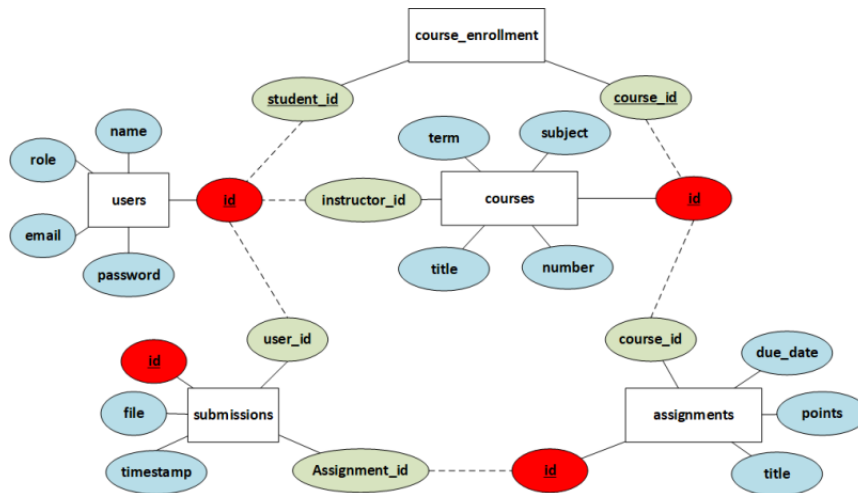 course_enrollment
student_id
course_id
name
term
subject
role
users
id
instructor_id
courses
id
email
password
title
number
user_id
course_id
id
due_date
file
submissions
assignments
points
timestamp
Assignment_id
id
title